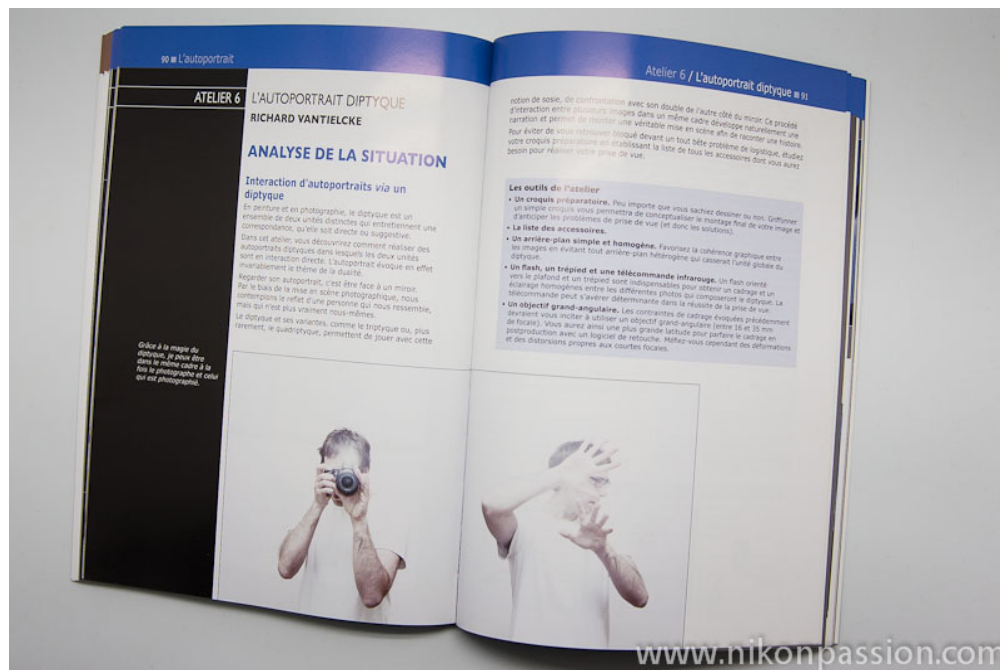 90 ■ L'autoportrait
ATELIER 6
L'AUTOPORTRAIT DIPTYQUE
RICHARD VANTIELCKE
ANALYSE DE LA SITUATION
Interaction d'autoportraits via un
diptyque
En peinture et en photographie, le diptyque est un
ensemble de deux unités distinctes qui entretiennent une
correspondance, qu'elle soit directe ou suggestive.
Dans cet atelier, vous découvrirez comment réaliser des
autoportraits diptyques dans lesquels les deux unités
sont en interaction directe. L'autoportrait évoque en effet
invariablement le thème de la dualité.
Regarder son autoportrait, c'est être face à un miroir.
Par le biais de la mise en scène photographique, nous
contemplons le reflet d'une personne qui nous ressemble,
mais qui n'est plus vraiment nous-mêmes.
Le diptyque et ses variantes, comme le triptyque ou, plus
rarement, le quadriptyque, permettent de jouer avec cette
Grâce à la magie du
diptyque, je peux être
dans le même cadre à la
fois le photographe et celui
qui est photographié.
Atelier 6 / L'autoportrait diptyque ■ 91
notion de sosie, de confrontation avec son double de l'autre côté du miroir. Ce procédé
d'interaction entre plusieurs images dans un même cadre développe naturellement une
narration et permet de monter une véritable mise en scène afin de raconter une histoire.
Pour éviter de vous retrouver bloqué devant un tout bête problème de logistique, étudiez
votre croquis préparatoire en établissant la liste de tous les accessoires dont vous aurez
besoin pour réaliser votre prise de vue.
Les outils de l'atelier
• Un croquis préparatoire. Peu importe que vous sachiez dessiner ou non. Griffonner
un simple croquis vous permettra de conceptualiser le montage final de votre image et
d'anticiper les problèmes de prise de vue (et donc les solutions).
• La liste des accessoires.
• Un arrière-plan simple et homogène. Favorisez la cohérence graphique entre
les images en évitant tout arrière-plan hétérogène qui casserait l'unité globale du
diptyque.
• Un flash, un trépied et une télécommande infrarouge. Un flash orienté
vers le plafond et un trépied sont indispensables pour obtenir un cadrage et un
éclairage homogènes entre les différentes photos qui composeront le diptyque. La
télécommande peut s'avérer déterminante dans la réussite de la prise de vue.
• Un objectif grand-angulaire. Les contraintes de cadrage évoquées précédemment
devraient vous inciter à utiliser un objectif grand-angulaire (entre 16 et 35 mm
de focale). Vous aurez ainsi une plus grande latitude pour parfaire le cadrage en
postproduction avec un logiciel de retouche. Méfiez-vous cependant des déformations
et des distorsions propres aux courtes focales.
www.nikonpassion.com